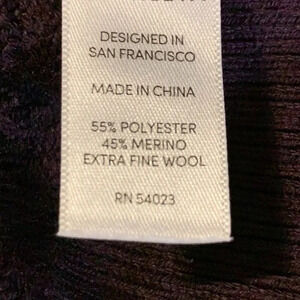 DESIGNED IN
SAN FRANCISCO
MADE IN CHINA
55% POLYESTER
45% MERINO
EXTRA FINE WOOL
RN 54023